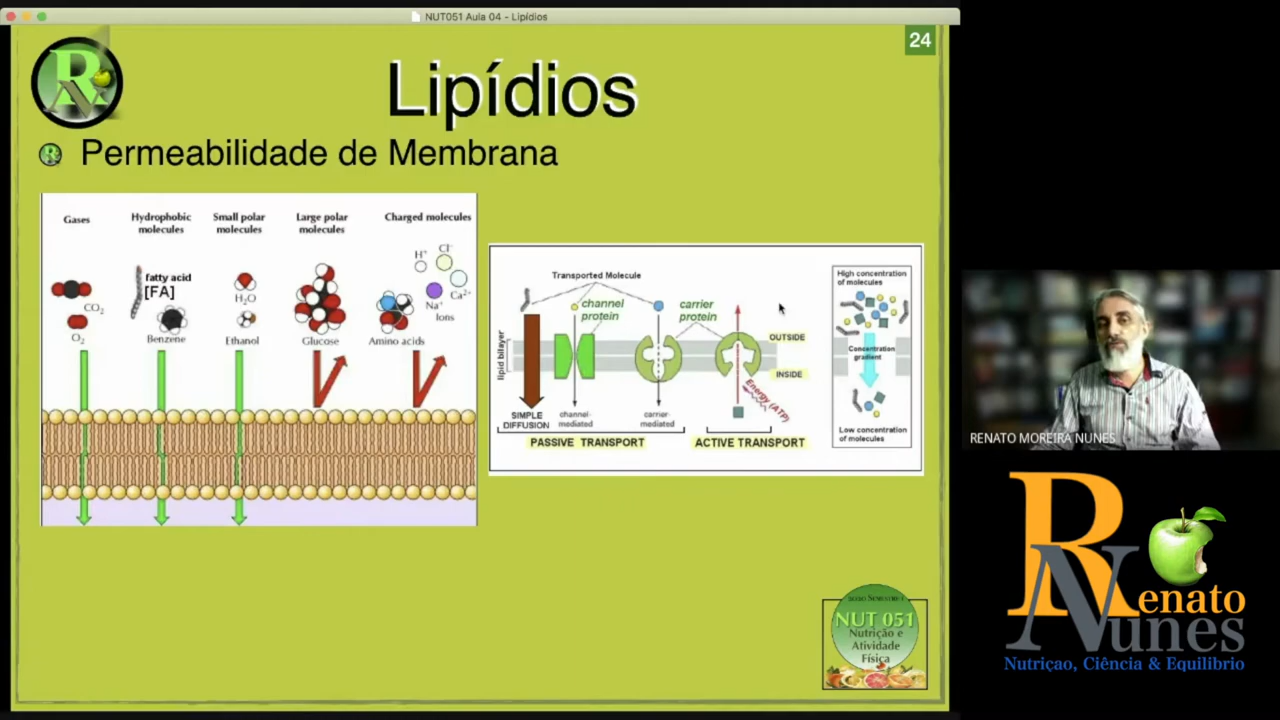 NUT051 Aula 04 - Lipídios
24
Lipídios
Permeabilidade de Membrana
Gases
Hydrophobic
molecules
Small polar
molecules
Large polar
molecules
Charged molecules
fatty acid
[FA]
CO2
O2
Benzene
H2O
Ethanol
Glucose
Amino acids
H+
Cl-
Na+
Ca2+
Ions
Transported Molecule
channel
protein
carrier
protein
lipid bilayer
OUTSIDE
INSIDE
Energy (ATP)
SIMPLE
DIFFUSION
channel-
mediated
carrier-
mediated
PASSIVE TRANSPORT
ACTIVE TRANSPORT
High concentration
of molecules
Concentration
gradient
Low concentration
of molecules
NUT 051
Nutrição e
Atividade
Física
RENATO MOREIRA NUNES
Renato
Nunes
Nutriçao, Ciência & Equilibrio